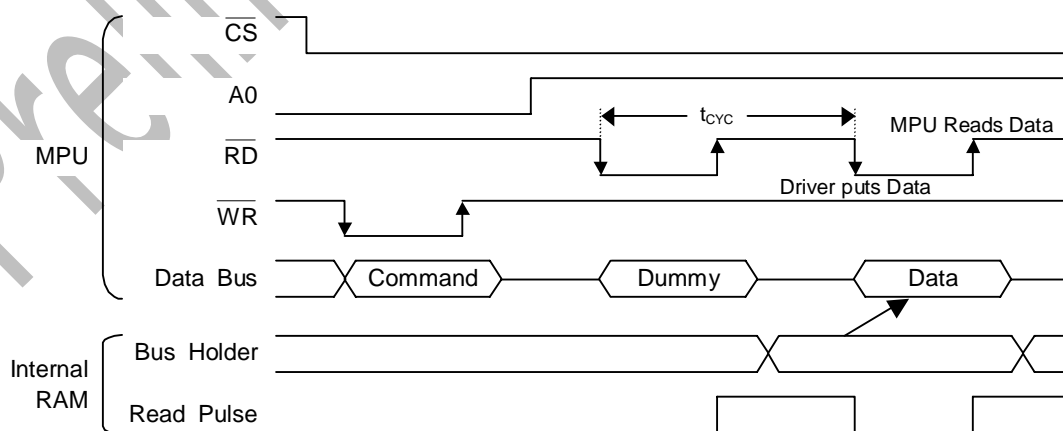 CS
A0
tCYC
MPU Reads Data
MPU
RD
Driver puts Data
WR
Data Bus
Command
Dummy
Data
Bus Holder
Internal
RAM
Read Pulse